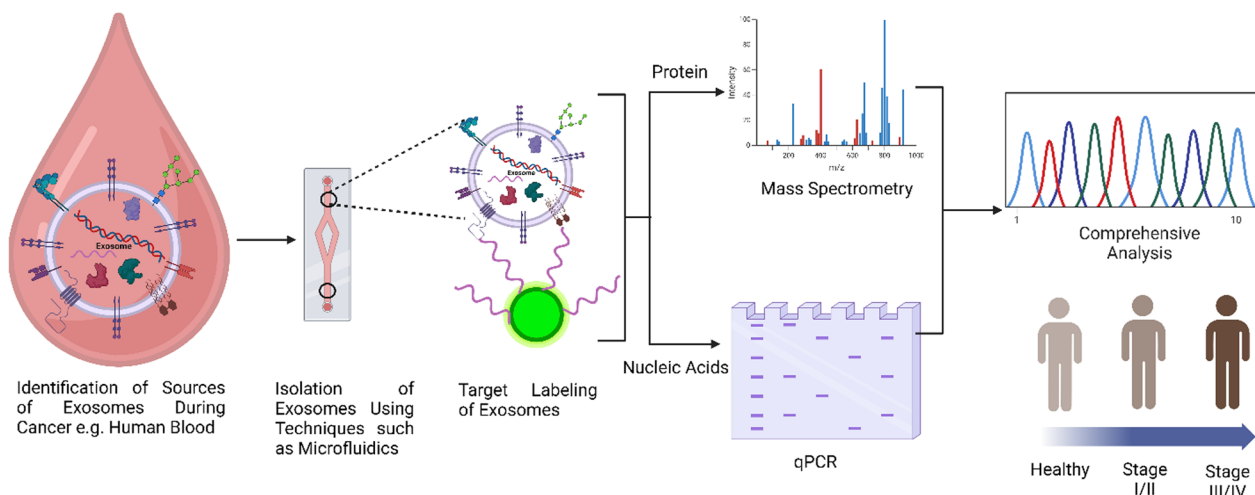 Exosome
Identification of Sources
of Exosomes During
Cancer e.g. Human Blood
Isolation of
Exosomes Using
Techniques such
as Microfluidics
Exosome
Target Labeling
of Exosomes
Protein
Nucleic Acids
Intensity
100
80
60
40
20
0
200
400
600
800
1000
m/z
Mass Spectrometry
qPCR
1
10
Comprehensive
Analysis
Healthy
Stage
I/II
Stage
III/IV